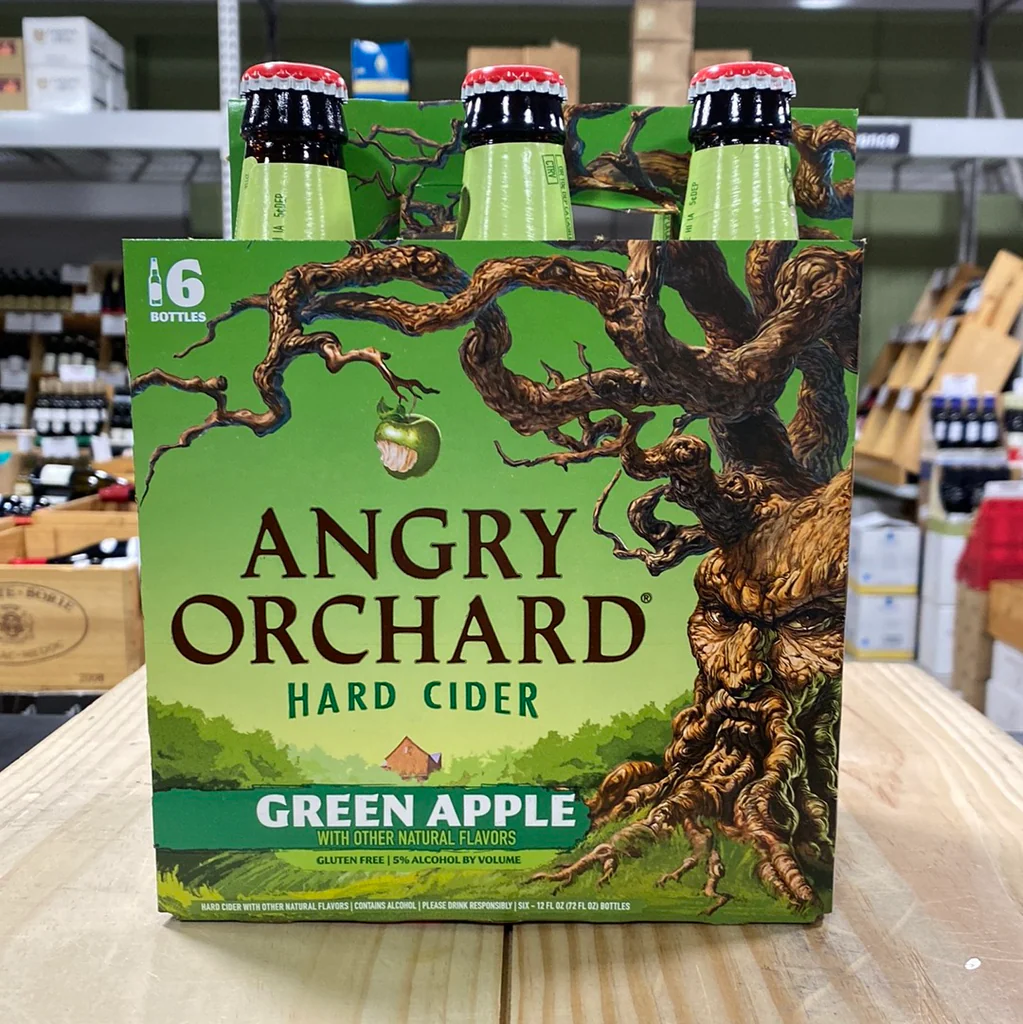 6
BOTTLES
ANGRY
ORCHARD®
HARD CIDER
GREEN APPLE
WITH OTHER NATURAL FLAVORS
GLUTEN FREE | 5% ALCOHOL BY VOLUME
HARD CIDER WITH OTHER NATURAL FLAVORS | CONTAINS ALCOHOL | PLEASE DRINK RESPONSIBLY | SIX - 12 FL OZ (72 FL OZ) BOTTLES
2008